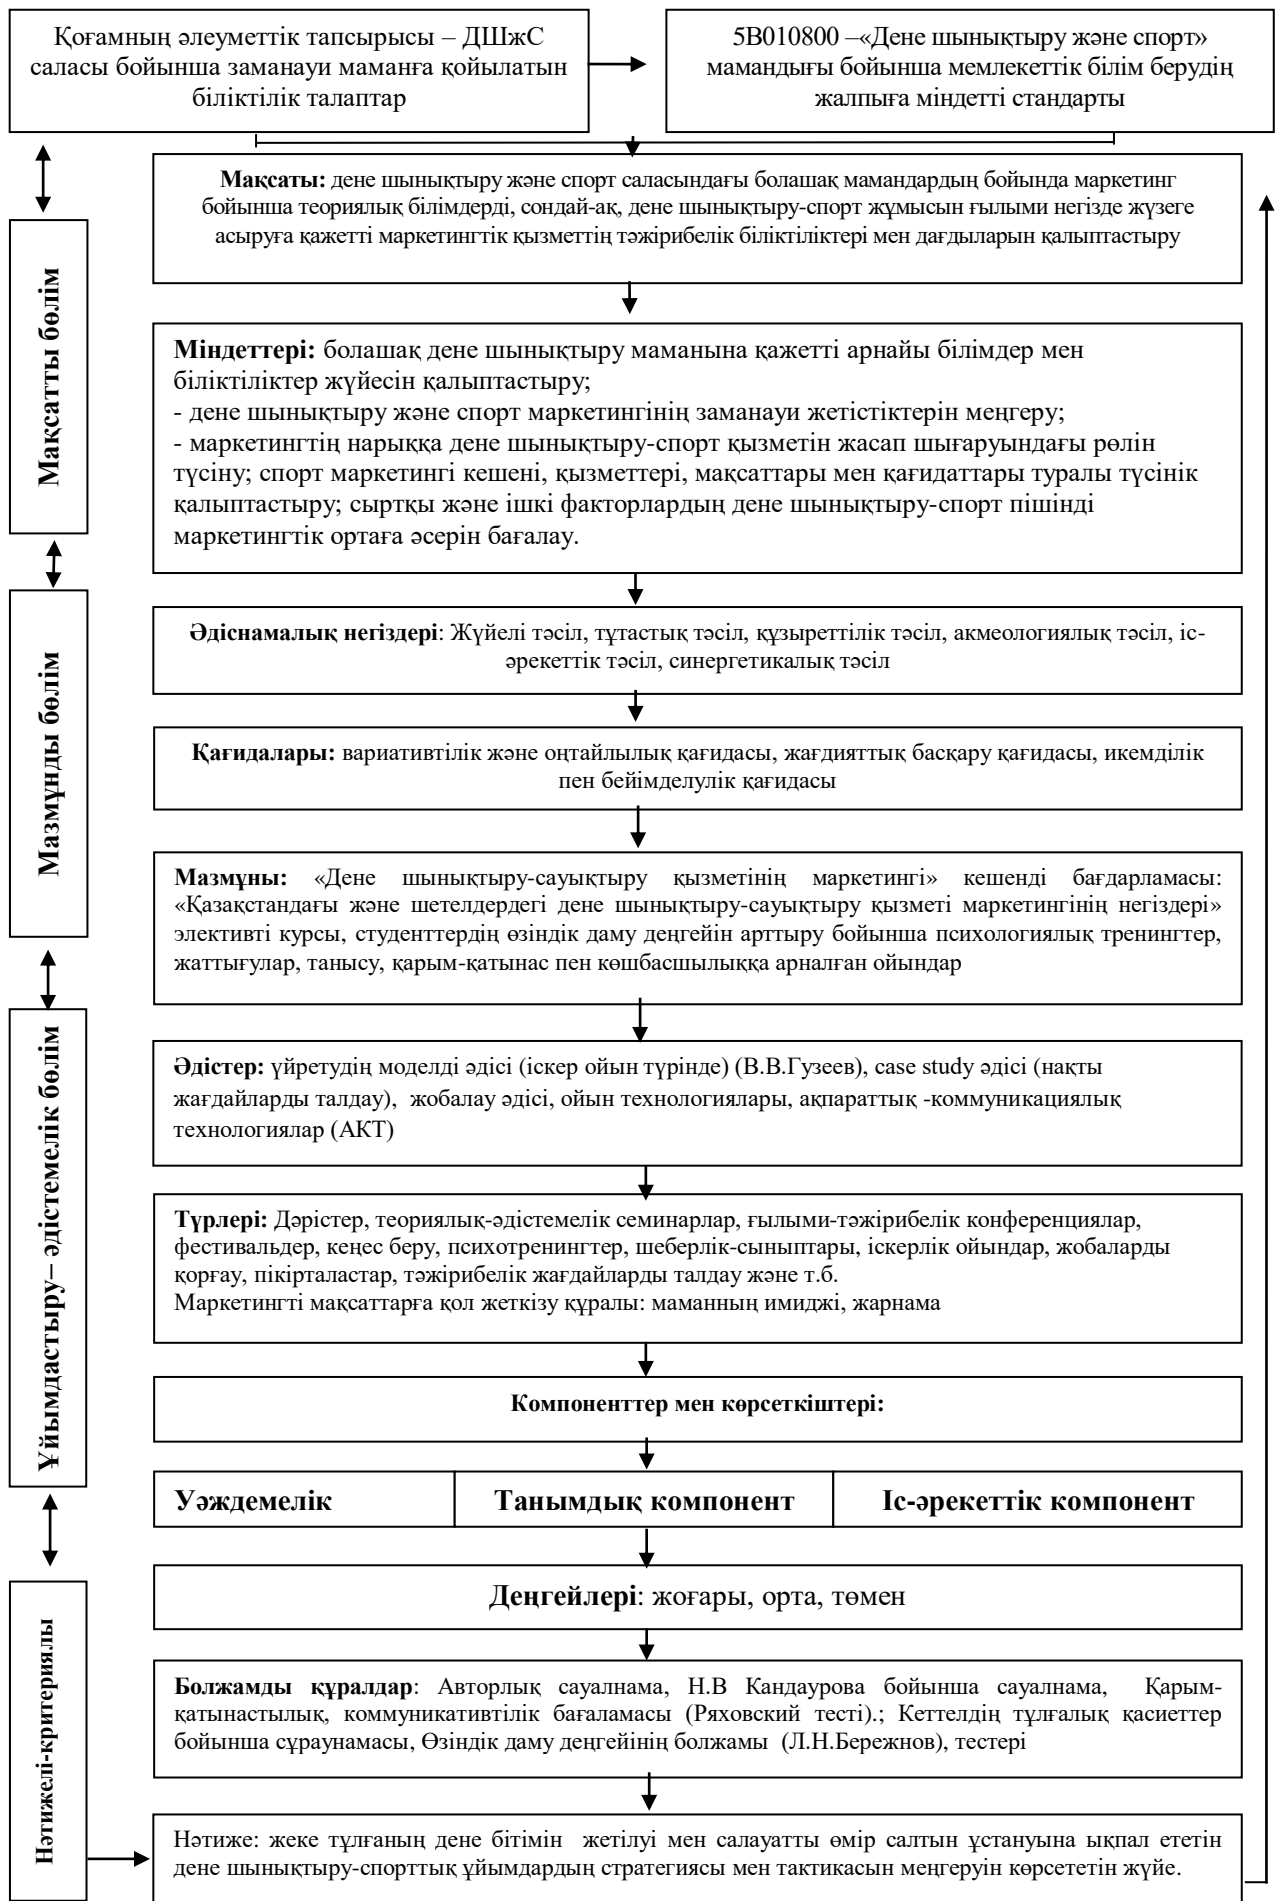 Қоғамның әлеуметтік тапсырысы – ДШжС
саласы бойынша заманауи маманға қойылатын
біліктілік талаптар
5В010800 –«Дене шынықтыру және спорт»
мамандығы бойынша мемлекеттік білім берудің
жалпыға міндетті стандарты
Мақсатты бөлім
Мақсаты: дене шынықтыру және спорт саласындағы болашақ мамандардың бойында маркетинг
бойынша теориялық білімдерді, сондай-ақ, дене шынықтыру-спорт жұмысын ғылыми негізде жүзеге
асыруға қажетті маркетингтік қызметтің тәжірибелік біліктіліктері мен дағдыларын қалыптастыру
Міндеттері: болашақ дене шынықтыру маманына қажетті арнайы білімдер мен
біліктіліктер жүйесін қалыптастыру;
- дене шынықтыру және спорт маркетингінің заманауи жетістіктерін меңгеру;
- маркетингтің нарыққа дене шынықтыру-спорт қызметін жасап шығаруындағы рөлін
түсіну; спорт маркетингі кешені, қызметтері, мақсаттары мен қағидаттары туралы түсінік
қалыптастыру; сыртқы және ішкі факторлардың дене шынықтыру-спорт пішінді
маркетингтік ортаға әсерін бағалау.
Мазмұнды бөлім
Әдіснамалық негіздері: Жүйелі тәсіл, тұтастық тәсіл, құзыреттілік тәсіл, акмеологиялық тәсіл, іс-
әрекеттік тәсіл, синергетикалық тәсіл
Қағидалары: вариативтілік және оңтайлылық қағидасы, жағдияттық басқару қағидасы, икемділік
пен бейімделулік қағидасы
Мазмұны: «Дене шынықтыру-сауықтыру қызметінің маркетингі» кешенді бағдарламасы:
«Қазақстандағы және шетелдердегі дене шынықтыру-сауықтыру қызметі маркетингінің негіздері»
элективті курсы, студенттердің өзіндік даму деңгейін арттыру бойынша психологиялық тренингтер,
жаттығулар, танысу, қарым-қатынас пен көшбасшылыққа арналған ойындар
Ұйымдастыру– әдістемелік бөлім
Әдістер: үйретудің моделді әдісі (іскер ойын түрінде) (В.В.Гузеев), case study әдісі (нақты
жағдайларды талдау), жобалау әдісі, ойын технологиялары, ақпараттық -коммуникациялық
технологиялар (АКТ)
Түрлері: Дәрістер, теориялық-әдістемелік семинарлар, ғылыми-тәжірибелік конференциялар,
фестивальдер, кеңес беру, психотренингтер, шеберлік-сыныптары, іскерлік ойындар, жобаларды
қорғау, пікірталастар, тәжірибелік жағдайларды талдау және т.б.
Маркетингті мақсаттарға қол жеткізу құралы: маманның имиджі, жарнама
Компоненттер мен көрсеткіштері:
Уәждемелік
Танымдық компонент
Іс-әрекеттік компонент
Нәтижелі-критериялы
Деңгейлері: жоғары, орта, төмен
Болжамды құралдар: Авторлық сауалнама, Н.В Кандаурова бойынша сауалнама, Қарым-
қатынастылық, коммуникативтілік бағаламасы (Ряховский тесті).; Кеттелдің тұлғалық қасиеттер
бойынша сұраунамасы, Өзіндік даму деңгейінің болжамы (Л.Н.Бережнов), тестері
Нәтиже: жеке тұлғаның дене бітімін жетілуі мен салауатты өмір салтын ұстануына ықпал ететін
дене шынықтыру-спорттық ұйымдардың стратегиясы мен тактикасын меңгеруін көрсететін жүйе.